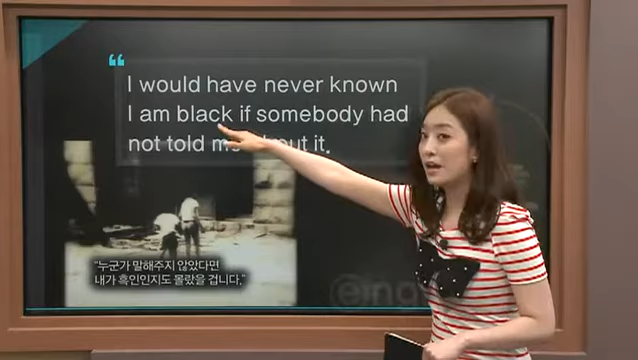 “
I would have never known
I am black if somebody had
not told it.
"누군가 말해주지 않았다면
내가 흑인인지도 몰랐을 겁니다."